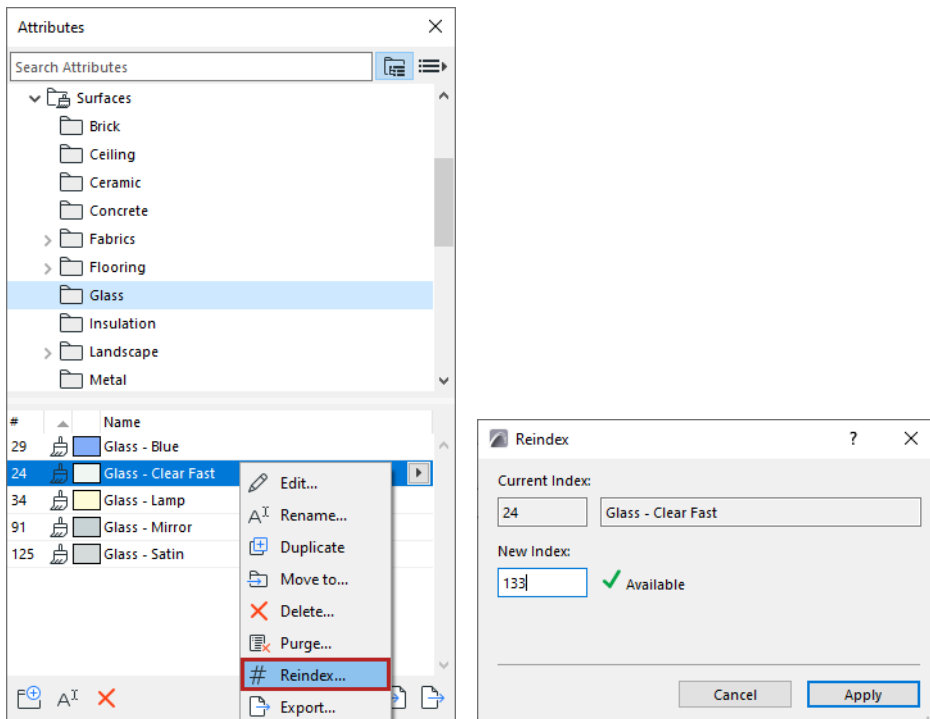 Attributes
Search Attributes
Surfaces
Brick
Ceiling
Ceramic
Concrete
Fabrics
Flooring
Glass
Insulation
Landscape
Metal
# Name
29 Glass - Blue
24 Glass - Clear Fast
34 Glass - Lamp
91 Glass - Mirror
125 Glass - Satin
Edit...
Rename...
Duplicate
Move to...
Delete...
Purge...
# Reindex...
Export...
Reindex ?
Current Index:
24 Glass - Clear Fast
New Index:
133 Available
Cancel Apply